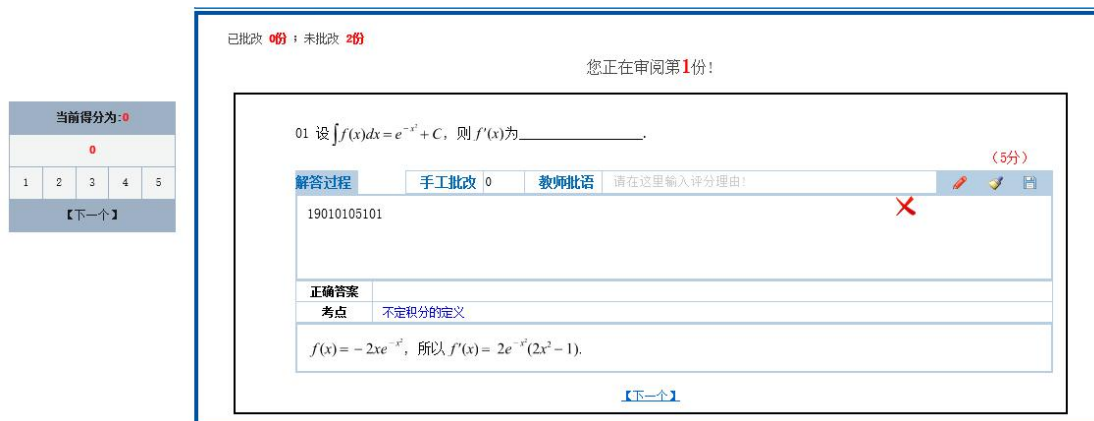 已批改 0份 ；未批改 2份
您正在审阅第1份!
当前得分为:0
0
1 2 3 4 5
【下一个】
01 设∫f(x)dx = e^{-x²} + C, 则 f′(x)为________________.
（5分）
解答过程 手工批改 0 教师批语 请在这里输入评分理由!
19010105101
正确答案
考点 不定积分的定义
f(x) = − 2xe^{-x²}, 所以 f′(x) = 2e^{-x²}(2x² − 1).
【下一个】